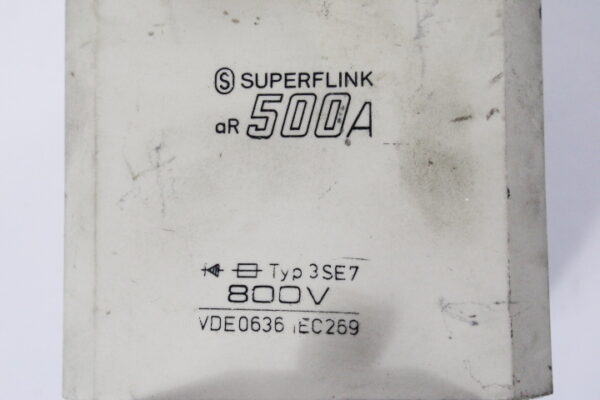 Ⓢ SUPERFLINK
aR 500A
Typ 3SE7
800V
VDE0636 IEC269